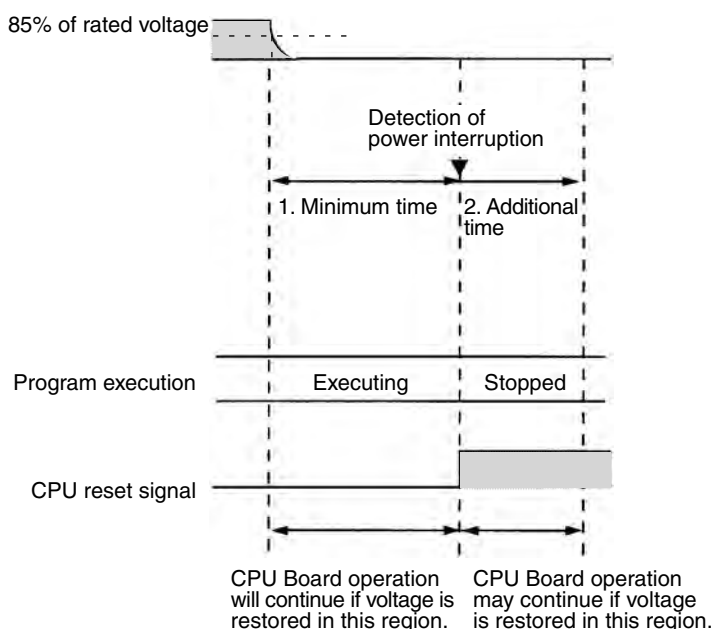 85% of rated voltage
Detection of
power interruption
1. Minimum time
2. Additional
time
Program execution
Executing
Stopped
CPU reset signal
CPU Board operation
will continue if voltage is
restored in this region.
CPU Board operation
may continue if voltage
is restored in this region.